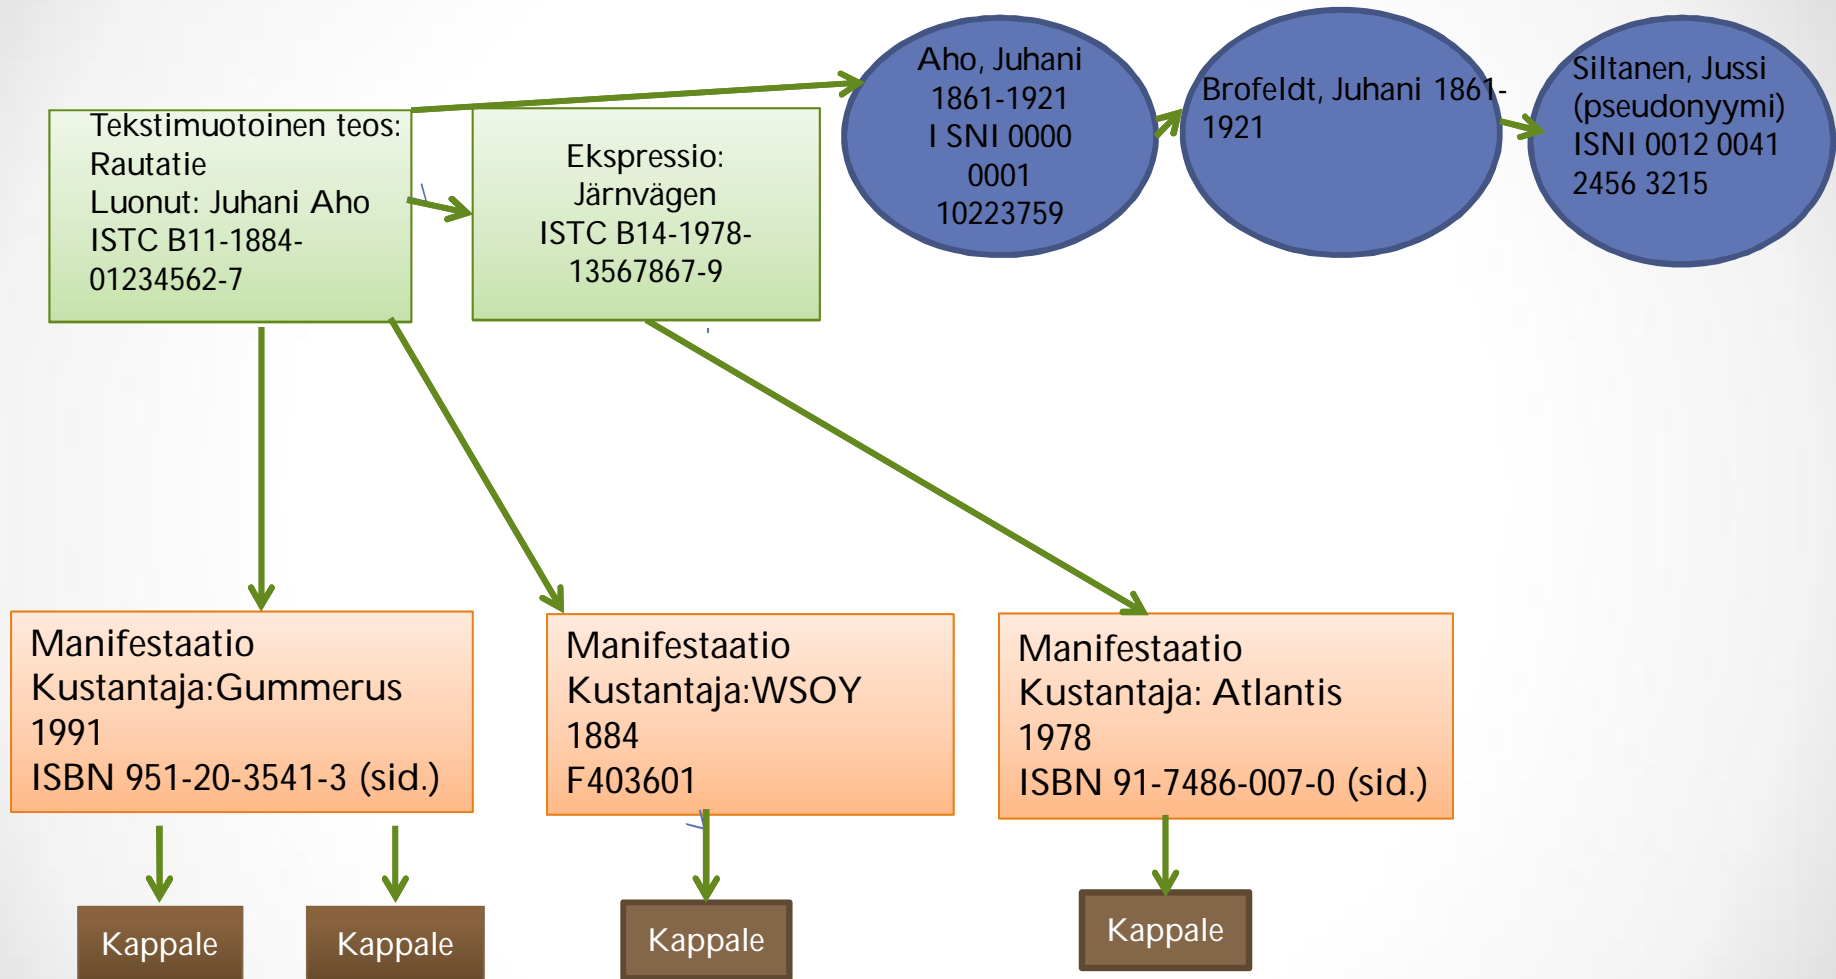 Tekstimuotoinen teos:
Rautatie
Luonut: Juhani Aho
ISTC B11-1884-
01234562-7
Ekspressio:
Järnvägen
ISTC B14-1978-
13567867-9
Aho, Juhani
1861-1921
I SNI 0000
0001
10223759
Brofeldt, Juhani 1861-
1921
Siltanen, Jussi
(pseudonyymi)
ISNI 0012 0041
2456 3215
Manifestaatio
Kustantaja:Gummerus
1991
ISBN 951-20-3541-3 (sid.)
Manifestaatio
Kustantaja:WSOY
1884
F403601
Manifestaatio
Kustantaja: Atlantis
1978
ISBN 91-7486-007-0 (sid.)
Kappale
Kappale
Kappale
Kappale